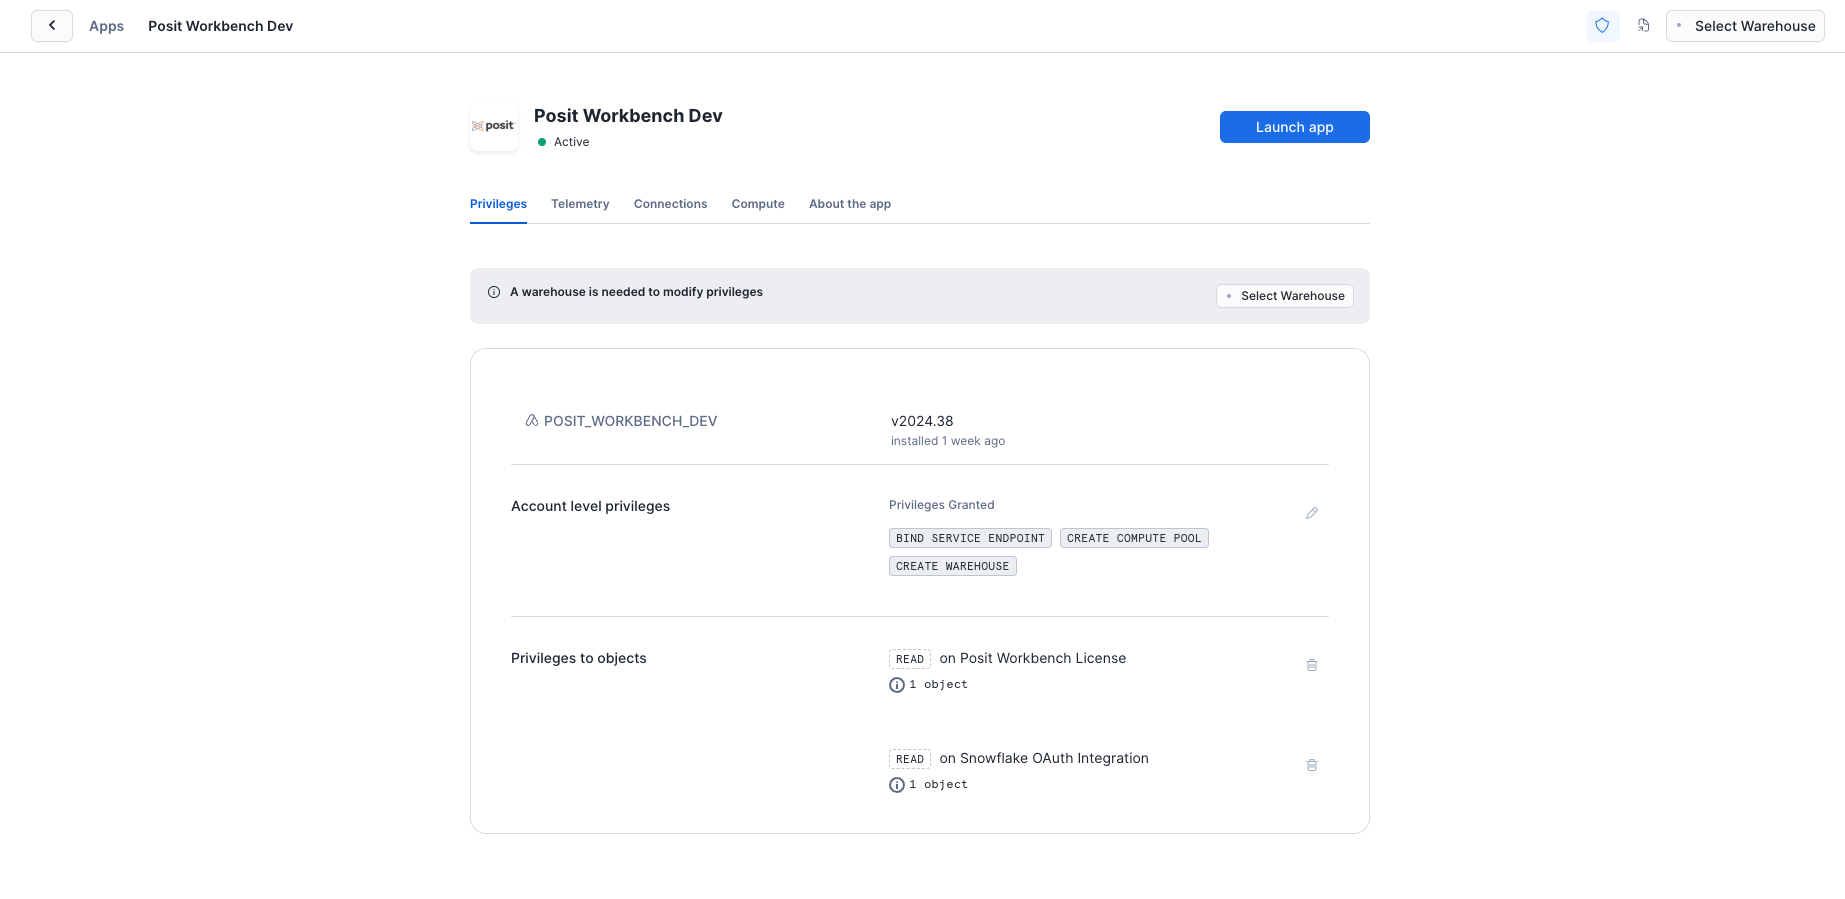 Apps Posit Workbench Dev Select Warehouse
posit
Posit Workbench Dev
Active
Launch app
Privileges Telemetry Connections Compute About the app
A warehouse is needed to modify privileges Select Warehouse
POSIT_WORKBENCH_DEV v2024.38
installed 1 week ago
Account level privileges Privileges Granted
BIND SERVICE ENDPOINT CREATE COMPUTE POOL
CREATE WAREHOUSE
Privileges to objects READ on Posit Workbench License
1 object
READ on Snowflake OAuth Integration
1 object